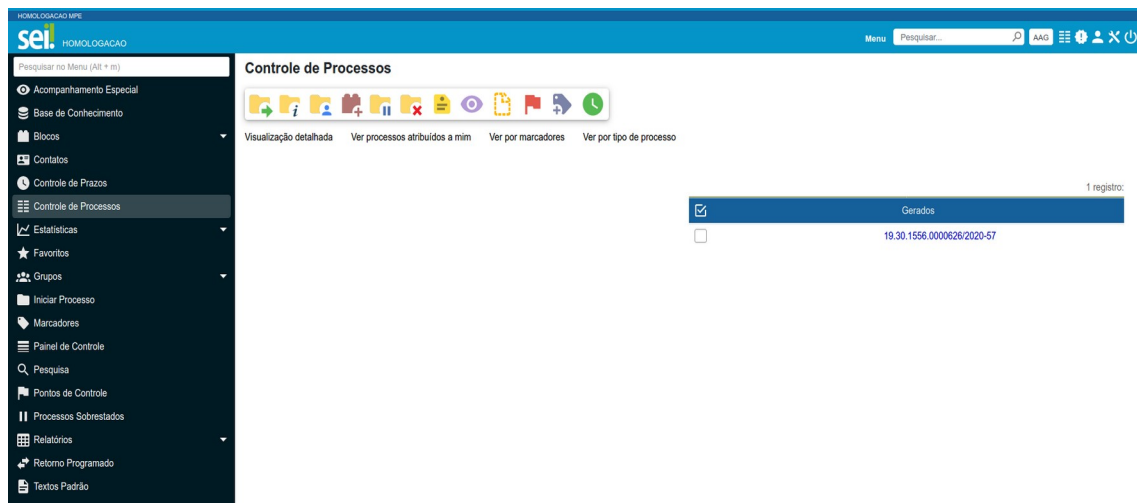 HOMOLOGACAO MPE
sei! HOMOLOGACAO
Menu Pesquisar... AAG
Pesquisar no Menu (Alt + m)
Acompanhamento Especial
Base de Conhecimento
Blocos
Contatos
Controle de Prazos
Controle de Processos
Estatísticas
Favoritos
Grupos
Iniciar Processo
Marcadores
Painel de Controle
Pesquisa
Pontos de Controle
Processos Sobrestados
Relatórios
Retorno Programado
Textos Padrão
Controle de Processos
Visualização detalhada Ver processos atribuídos a mim Ver por marcadores Ver por tipo de processo
1 registro:
Gerados
19.30.1556.0000626/2020-57